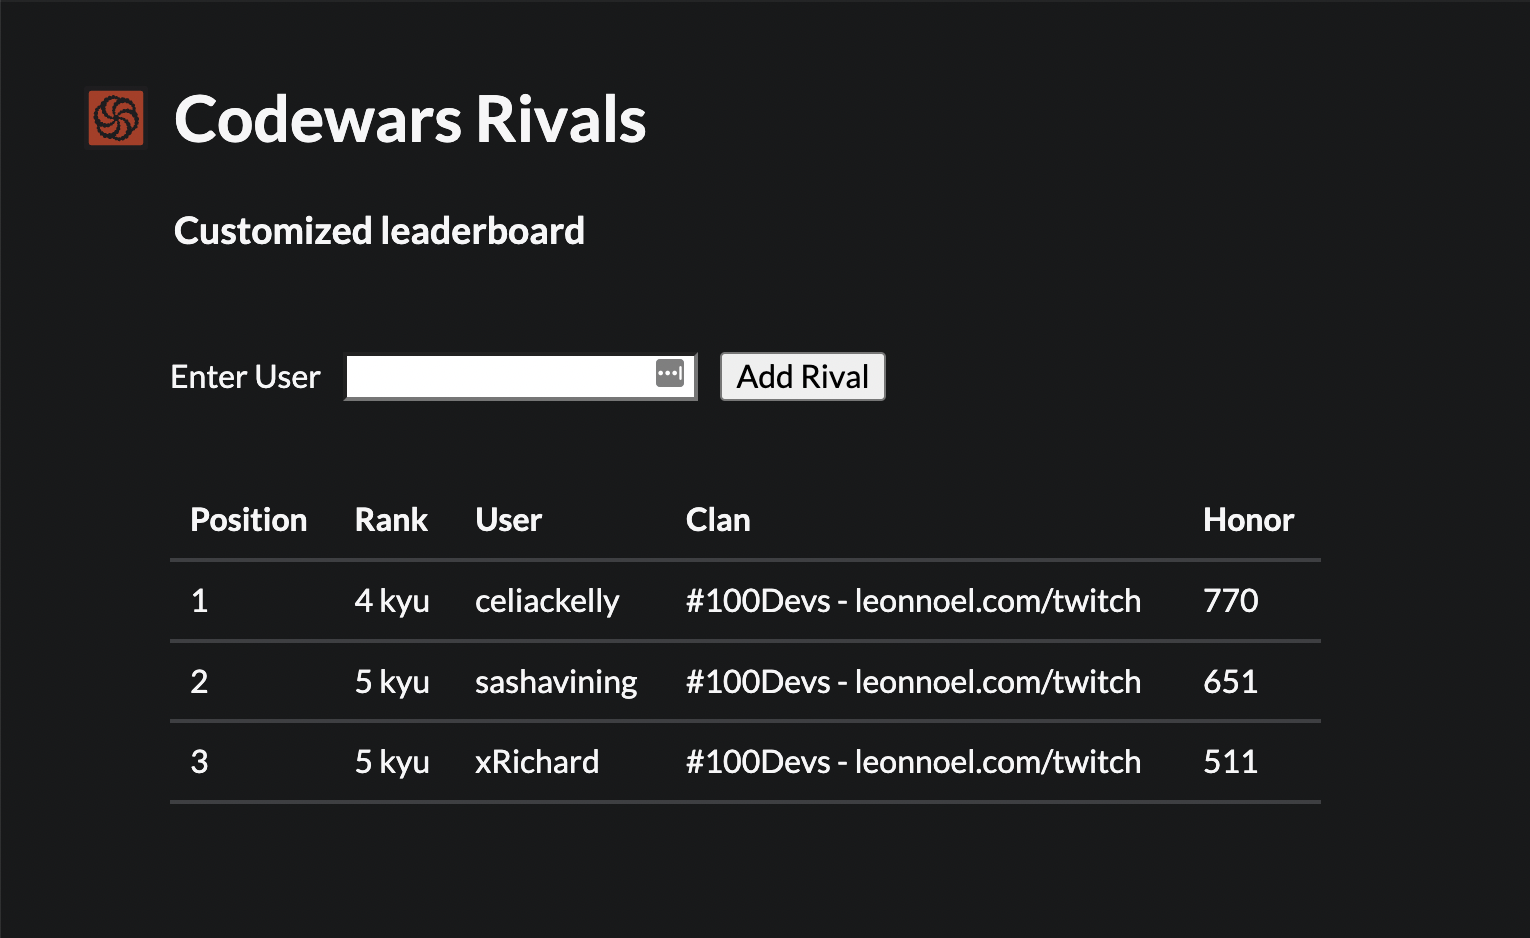 Codewars Rivals
Customized leaderboard
Enter User Add Rival
Position Rank User Clan Honor
1 4 kyu celiackelly #100Devs - leonnoel.com/twitch 770
2 5 kyu sashavining #100Devs - leonnoel.com/twitch 651
3 5 kyu xRichard #100Devs - leonnoel.com/twitch 511